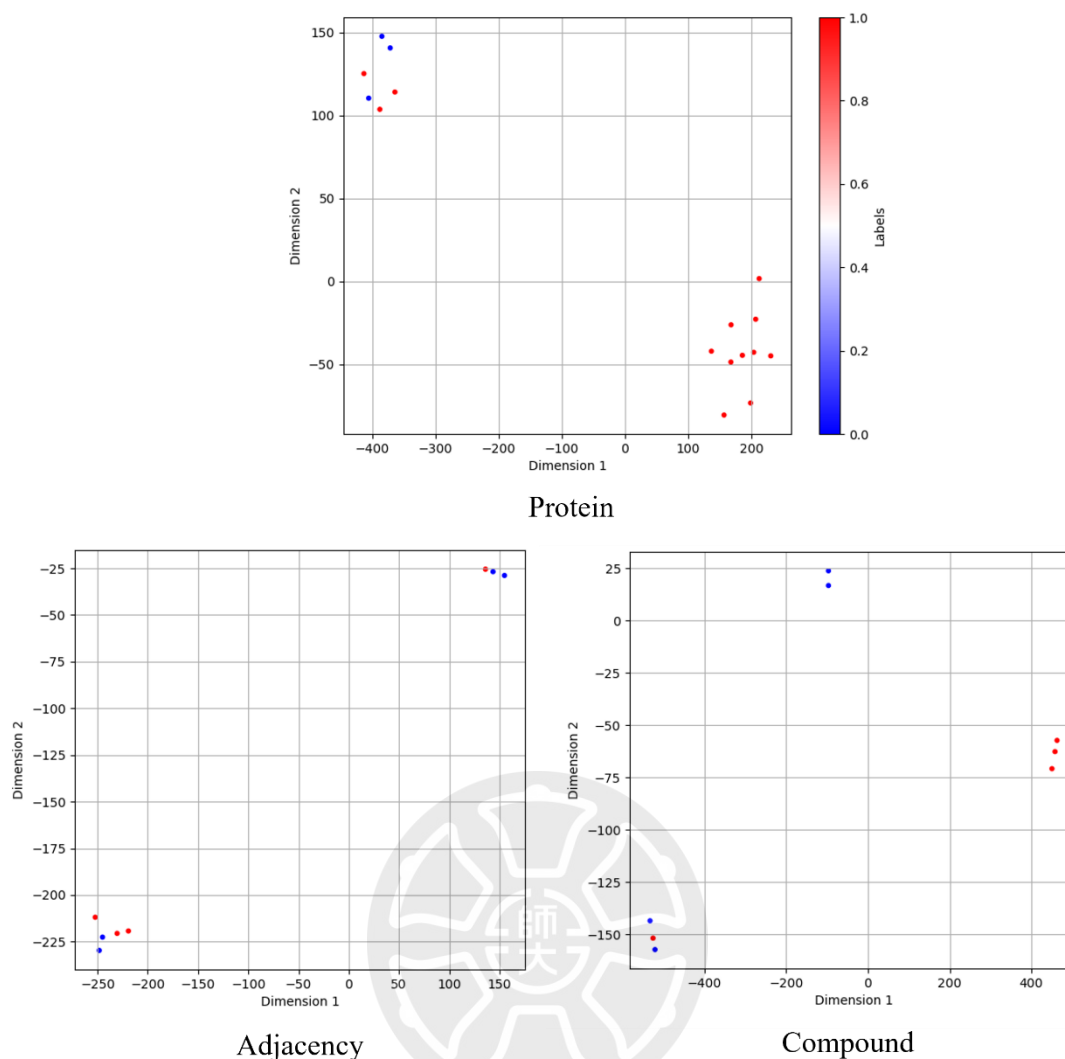 150
100
50
0
−50
Dimension 2
−400 −300 −200 −100 0 100 200
Dimension 1
1.0
0.8
0.6
0.4
0.2
0.0
Labels
Protein
−25
−50
−75
−100
−125
−150
−175
−200
−225
Dimension 2
−250 −200 −150 −100 −50 0 50 100 150
Dimension 1
Adjacency
25
0
−25
−50
−75
−100
−125
−150
Dimension 2
−400 −200 0 200 400
Dimension 1
Compound
師大